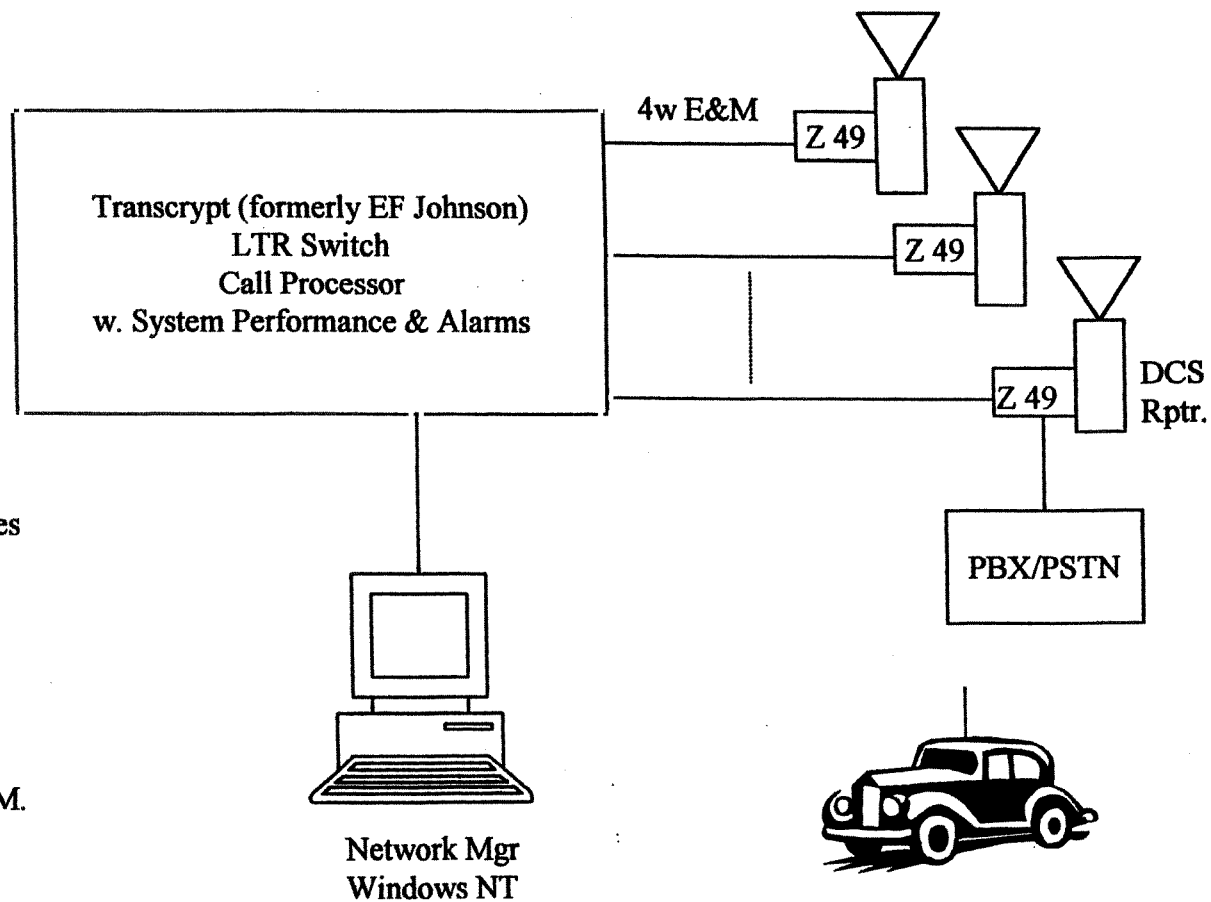 4w E&M
Z 49
Transcrypt (formerly EF Johnson)
LTR Switch
Call Processor
w. System Performance & Alarms
Z 49
Z 49
DCS
Rptr.
es
PBX/PSTN
M.
Network Mgr
Windows NT